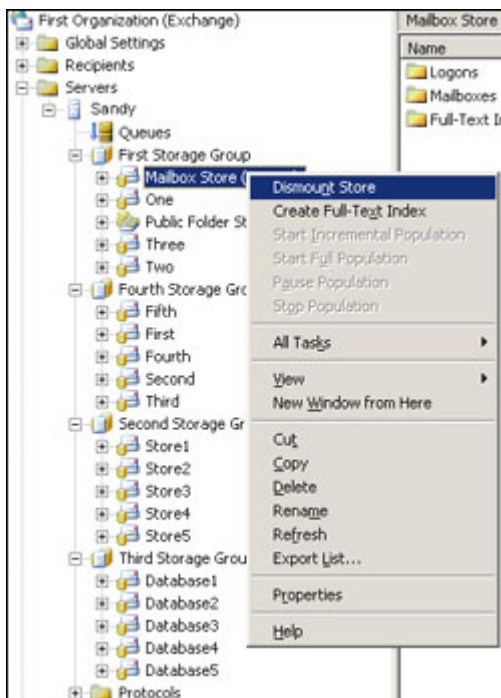 First Organization (Exchange)
Global Settings
Recipients
Servers
Sandy
Queues
First Storage Group
Mailbox Store (
One
Public Folder St
Three
Two
Fourth Storage Gro
Fifth
First
Fourth
Second
Third
Second Storage Gr
Store1
Store2
Store3
Store4
Store5
Third Storage Grou
Database1
Database2
Database3
Database4
Database5
Protocols
Mailbox Store
Name
Logons
Mailboxes
Full-Text I
Dismount Store
Create Full-Text Index
Start Incremental Population
Start Full Population
Pause Population
Stop Population
All Tasks
View
New Window from Here
Cut
Copy
Delete
Rename
Refresh
Export List...
Properties
Help